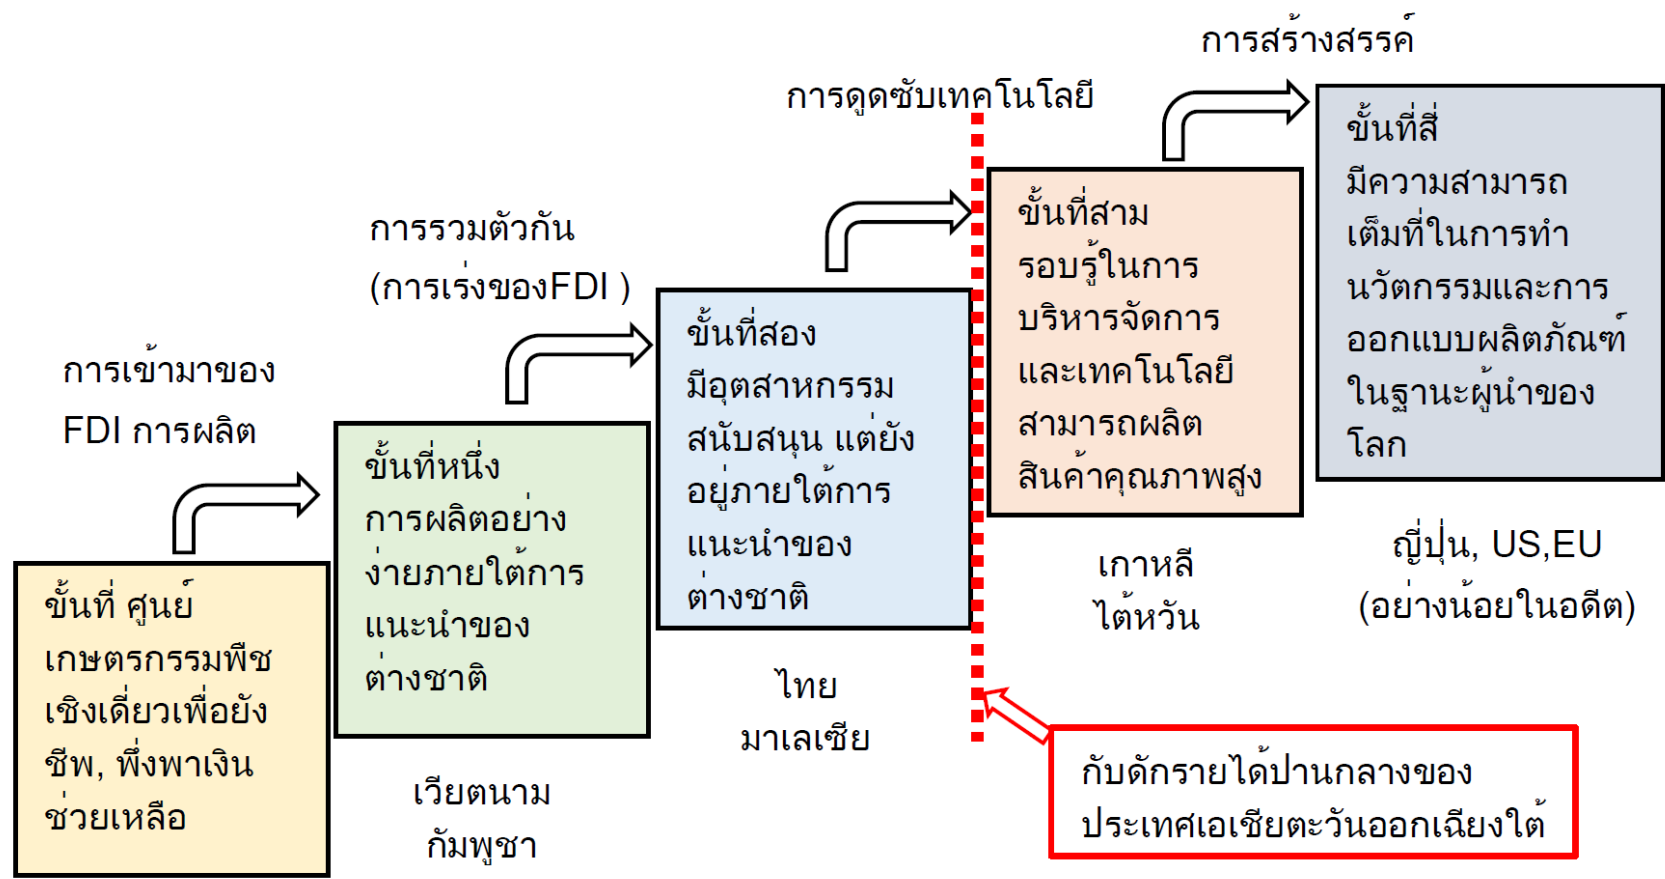 การสร้างสรรค์
การดูดซับเทคโนโลยี
การรวมตัวกัน
(การเร่งของFDI )
การเข้ามาของ
FDI การผลิต
ขั้นที่ ศูนย์
เกษตรกรรมพืช
เชิงเดี่ยวเพื่อยัง
ชีพ, พึ่งพาเงิน
ช่วยเหลือ
ขั้นที่หนึ่ง
การผลิตอย่าง
ง่ายภายใต้การ
แนะนำของ
ต่างชาติ
เวียตนาม
กัมพูชา
ขั้นที่สอง
มีอุตสาหกรรม
สนับสนุน แต่ยัง
อยู่ภายใต้การ
แนะนำของ
ต่างชาติ
ไทย
มาเลเซีย
ขั้นที่สาม
รอบรู้ในการ
บริหารจัดการ
และเทคโนโลยี
สามารถผลิต
สินค้าคุณภาพสูง
เกาหลี
ไต้หวัน
ขั้นที่สี่
มีความสามารถ
เต็มที่ในการทำ
นวัตกรรมและการ
ออกแบบผลิตภัณฑ์
ในฐานะผู้นำของ
โลก
ญี่ปุ่น, US,EU
(อย่างน้อยในอดีต)
กับดักรายได้ปานกลางของ
ประเทศเอเชียตะวันออกเฉียงใต้